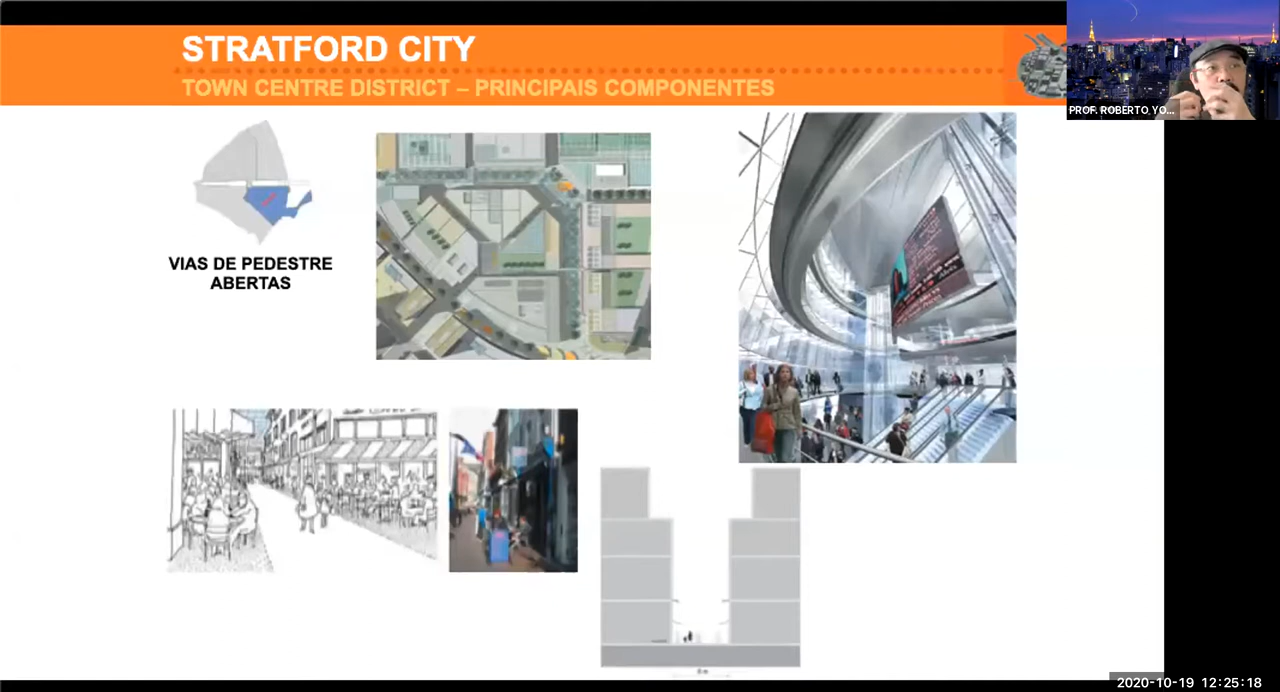 STRATFORD CITY
TOWN CENTRE DISTRICT – PRINCIPAIS COMPONENTES
PROF. ROBERTO YO...
VIAS DE PEDESTRE
ABERTAS
2020-10-19 12:25:18